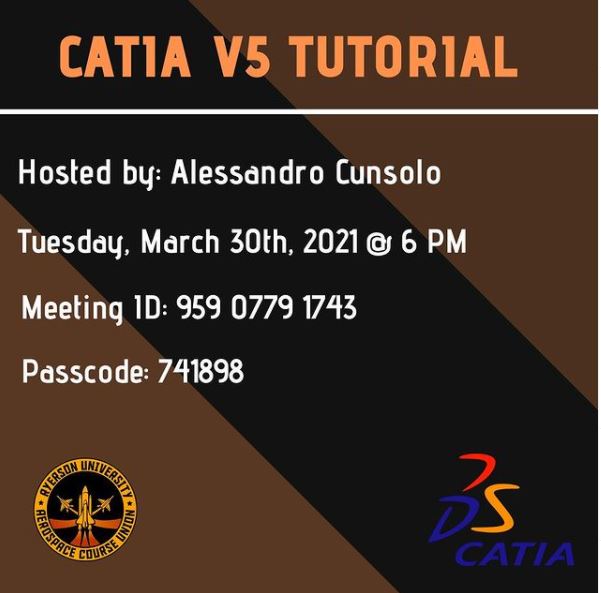 CATIA V5 TUTORIAL
Hosted by: Alessandro Cunsolo
Tuesday, March 30th, 2021 @ 6 PM
Meeting ID: 959 0779 1743
Passcode: 741898
RYERSON UNIVERSITY
AEROSPACE COURSE UNION
DS
CATIA